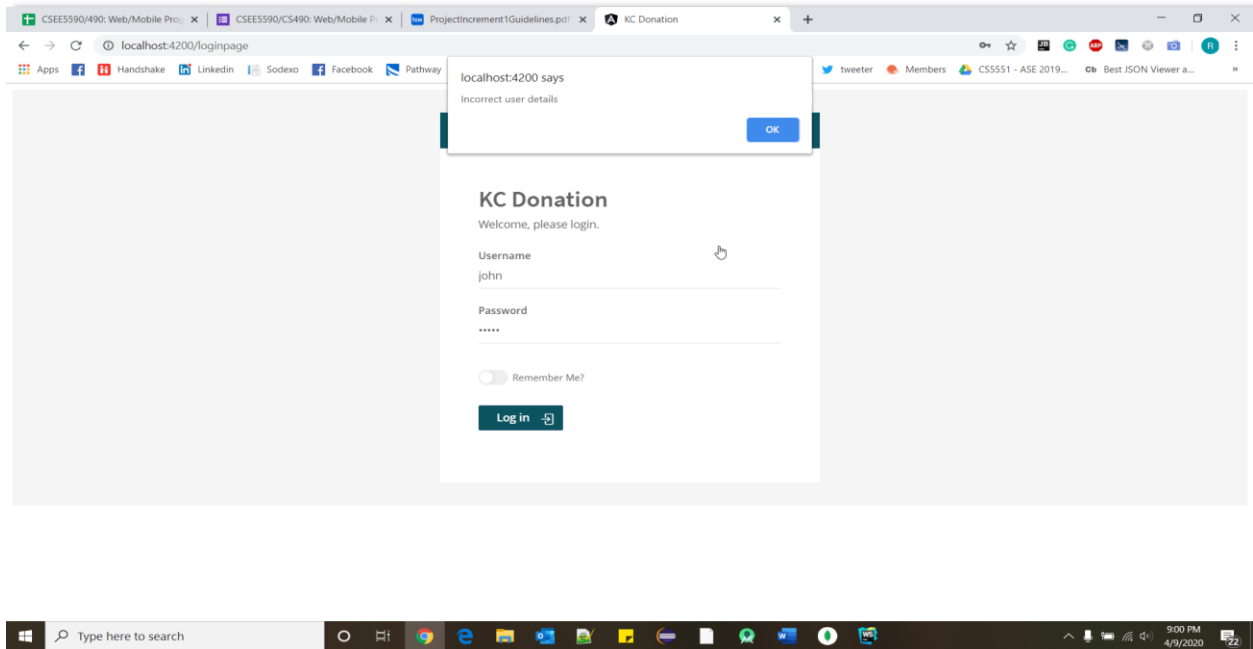 CSEE5590/490: Web/Mobile Prog
CSEE5590/CS490: Web/Mobile Pr
ProjectIncrement1Guidelines.pdf
KC Donation
localhost:4200/loginpage
Apps
Handshake
Linkedin
Sodexo
Facebook
Pathway
tweeter
Members
CS5551 - ASE 2019...
Best JSON Viewer a...
localhost:4200 says
Incorrect user details
OK
KC Donation
Welcome, please login.
Username
john
Password
•••••
Remember Me?
Log in
Type here to search
9:00 PM
4/9/2020
22